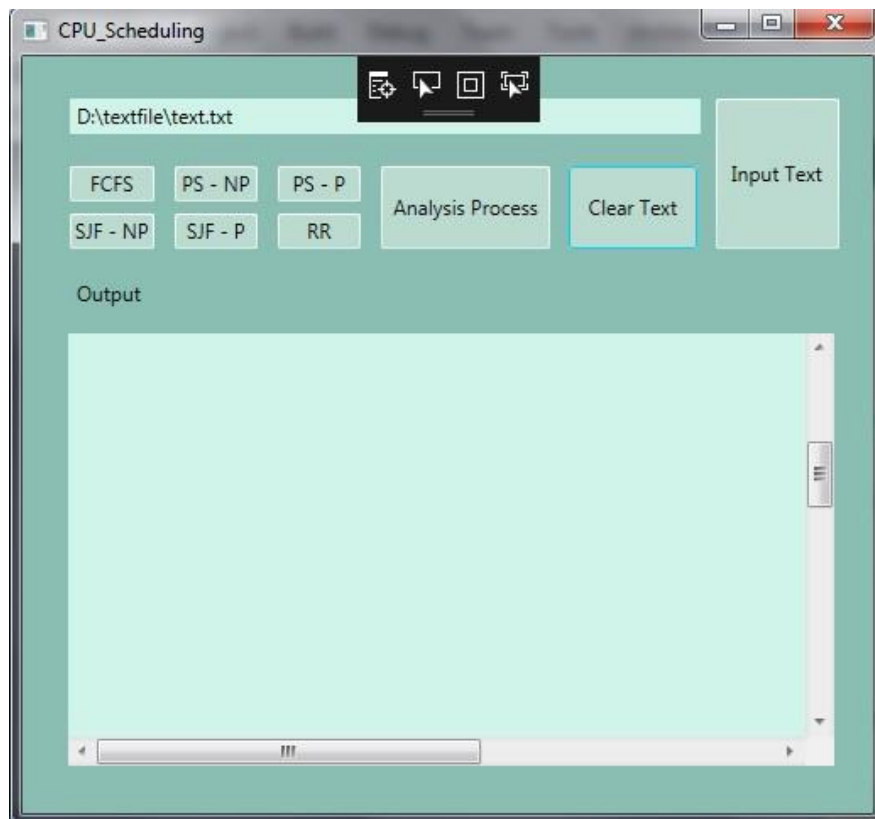 CPU_Scheduling
D:\textfile\text.txt
Input Text
FCFS PS - NP PS - P
Analysis Process Clear Text
SJF - NP SJF - P RR
Output